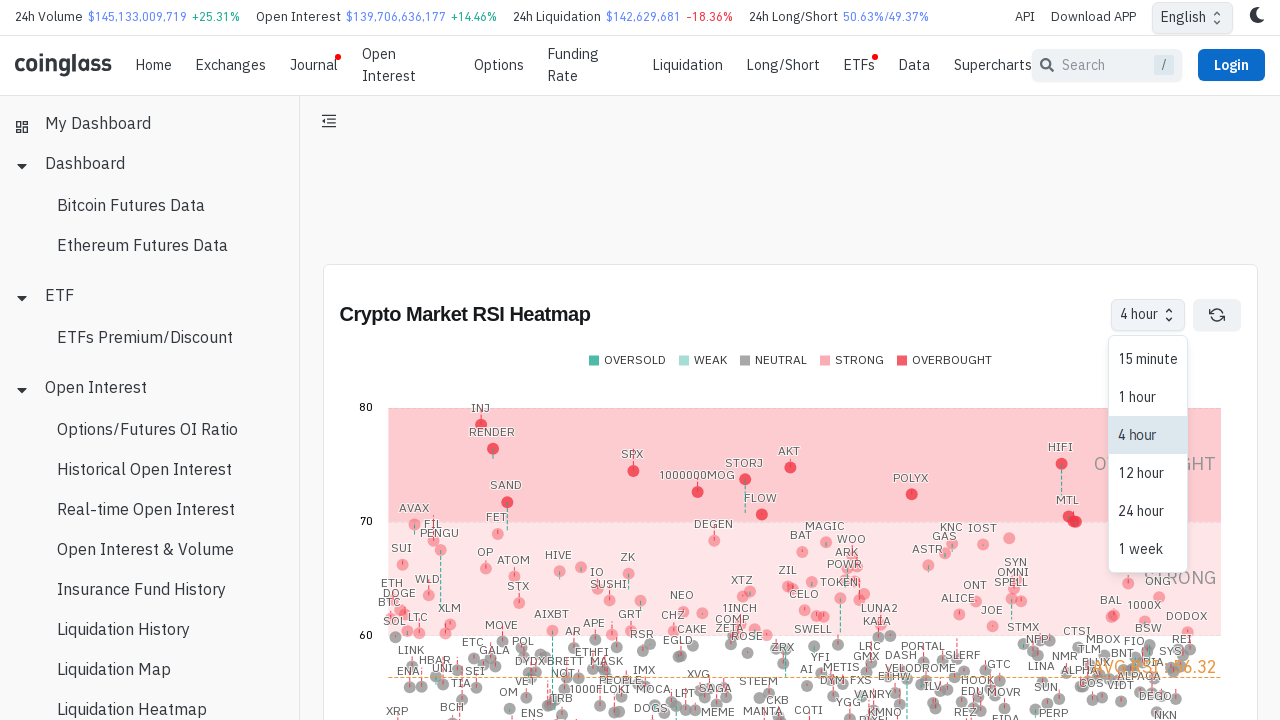 24h Volume $145,133,009,719 +25.31% Open Interest $139,706,636,177 +14.46% 24h Liquidation $142,629,681 -18.36% 24h Long/Short 50.63%/49.37% API Download APP English
coinglass Home Exchanges Journal Open Interest Options Funding Rate Liquidation Long/Short ETFs Data Supercharts Search / Login
My Dashboard
Dashboard
Bitcoin Futures Data
Ethereum Futures Data
ETF
ETFs Premium/Discount
Open Interest
Options/Futures OI Ratio
Historical Open Interest
Real-time Open Interest
Open Interest & Volume
Insurance Fund History
Liquidation History
Liquidation Map
Liquidation Heatmap
Crypto Market RSI Heatmap
4 hour
15 minute
1 hour
4 hour
12 hour
24 hour
1 week
OVERSOLD WEAK NEUTRAL STRONG OVERBOUGHT
80
INJ
RENDER
SPX
AKT
HIFI
STORJ
1000000MOG
POLYX
SAND
FLOW
MTL
AVAX
70
FET
FIL
DEGEN
PENGU
MAGIC
KNC
IOST
BAT
WOO
GAS
SUI
OP
ATOM
HIVE
ZK
ARK
ASTR
SYN
POWR
OMNI
ZIL
IO
WLD
ETH
DOGE
STX
SUSHI
XTZ
TOKEN
ONT
SPELL
ONG
BTC
NEO
CELO
ALICE
BAL
1000X
XLM
AIXBT
GRT
1INCH
LUNA2
JOE
DODOX
SOL
LTC
MOVE
APE
CHZ
COMP
KAIA
60
AR
RSR
CAKE
ZETA
SWELL
STMX
CTSI
BSW
ROSE
NFP
MBOX
FIO
REI
LINK
ETC
GALA
POL
ETHFI
EGLD
ZRX
YFI
LRC
GMX
DASH
PORTAL
SLERF
NMR
TLM
BNT
SYS
HBAR
UNI
DYDX
BRETT
MASK
METIS
VELODROME
IGTC
LINA
ENA
SEI
NOT
IMX
XVG
AI
ETHW
TIA
VET
PEOPLE
STEEM
DYM
FXS
HOOK
SUN
EOS
VIDT
OM
1000FLOKI
MOCA
LPT
SAGA
VANRY
ILV
EDU
MOVR
DEGO
XRP
BCH
ENS
TRB
DOGS
MEME
MANTA
CKB
CQTI
YGG
KMNO
REZ
PERP
NKN